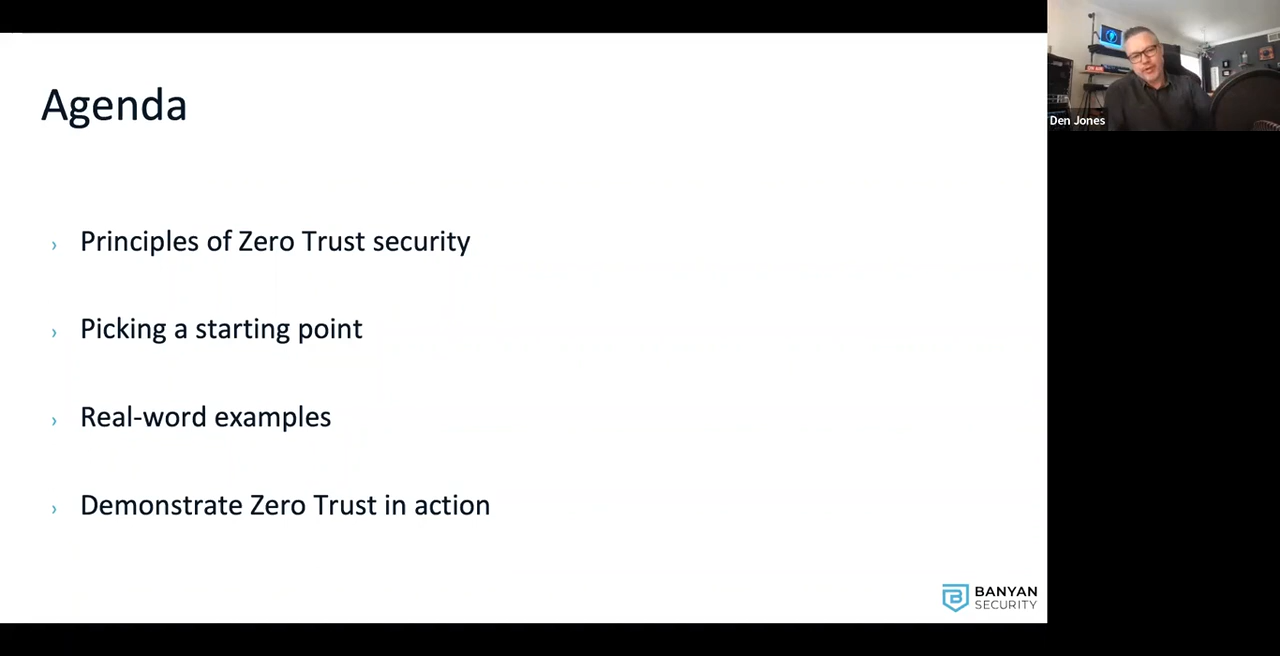 Agenda
› Principles of Zero Trust security
› Picking a starting point
› Real-word examples
› Demonstrate Zero Trust in action
BANYAN
SECURITY
Den Jones